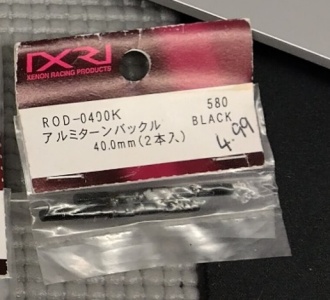 IXRI
XENON RACING PRODUCTS
ROD-0400K 580
アルミターンバックル BLACK
40.0mm(2本入) 4.99